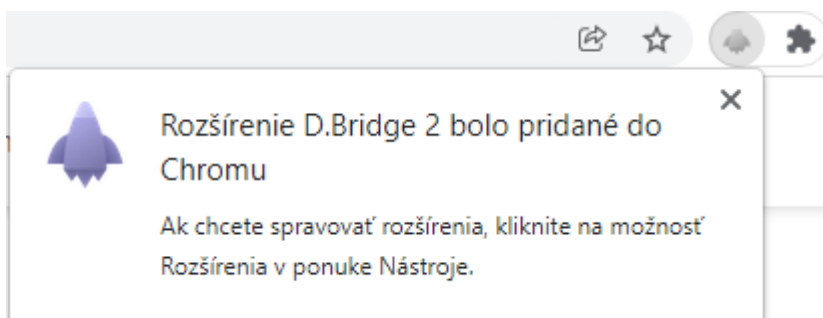 Rozšírenie D.Bridge 2 bolo pridané do
Chromu
Ak chcete spravovať rozšírenia, kliknite na možnosť
Rozšírenia v ponuke Nástroje.